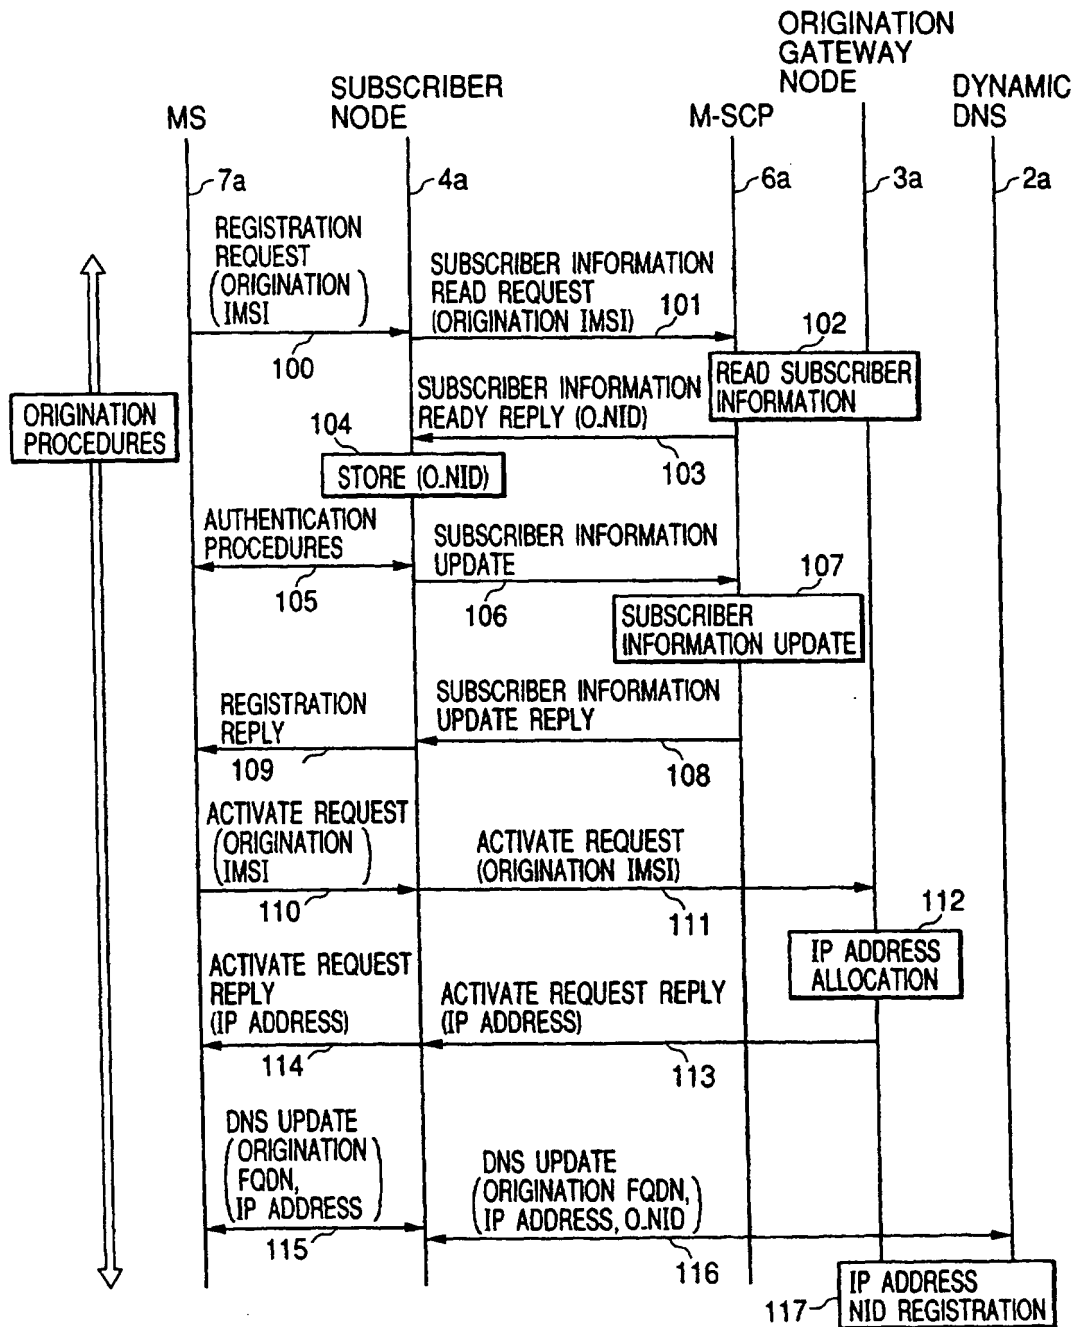 ORIGINATION
GATEWAY
NODE
SUBSCRIBER
NODE
DYNAMIC
DNS
MS
M-SCP
7a
4a
6a
3a
2a
REGISTRATION
REQUEST
(ORIGINATION
IMSI)
100
SUBSCRIBER INFORMATION
READ REQUEST
(ORIGINATION IMSI)
101
102
READ SUBSCRIBER
INFORMATION
ORIGINATION
PROCEDURES
SUBSCRIBER INFORMATION
READY REPLY (O_NID)
103
104
STORE (O_NID)
AUTHENTICATION
PROCEDURES
105
SUBSCRIBER INFORMATION
UPDATE
106
107
SUBSCRIBER
INFORMATION UPDATE
SUBSCRIBER INFORMATION
UPDATE REPLY
108
REGISTRATION
REPLY
109
ACTIVATE REQUEST
(ORIGINATION
IMSI)
110
ACTIVATE REQUEST
(ORIGINATION IMSI)
111
112
IP ADDRESS
ALLOCATION
ACTIVATE REQUEST REPLY
(IP ADDRESS)
113
ACTIVATE REQUEST
REPLY
(IP ADDRESS)
114
DNS UPDATE
(ORIGINATION
FQDN,
IP ADDRESS)
115
DNS UPDATE
(ORIGINATION FQDN,
IP ADDRESS, O_NID)
116
117
IP ADDRESS
NID REGISTRATION